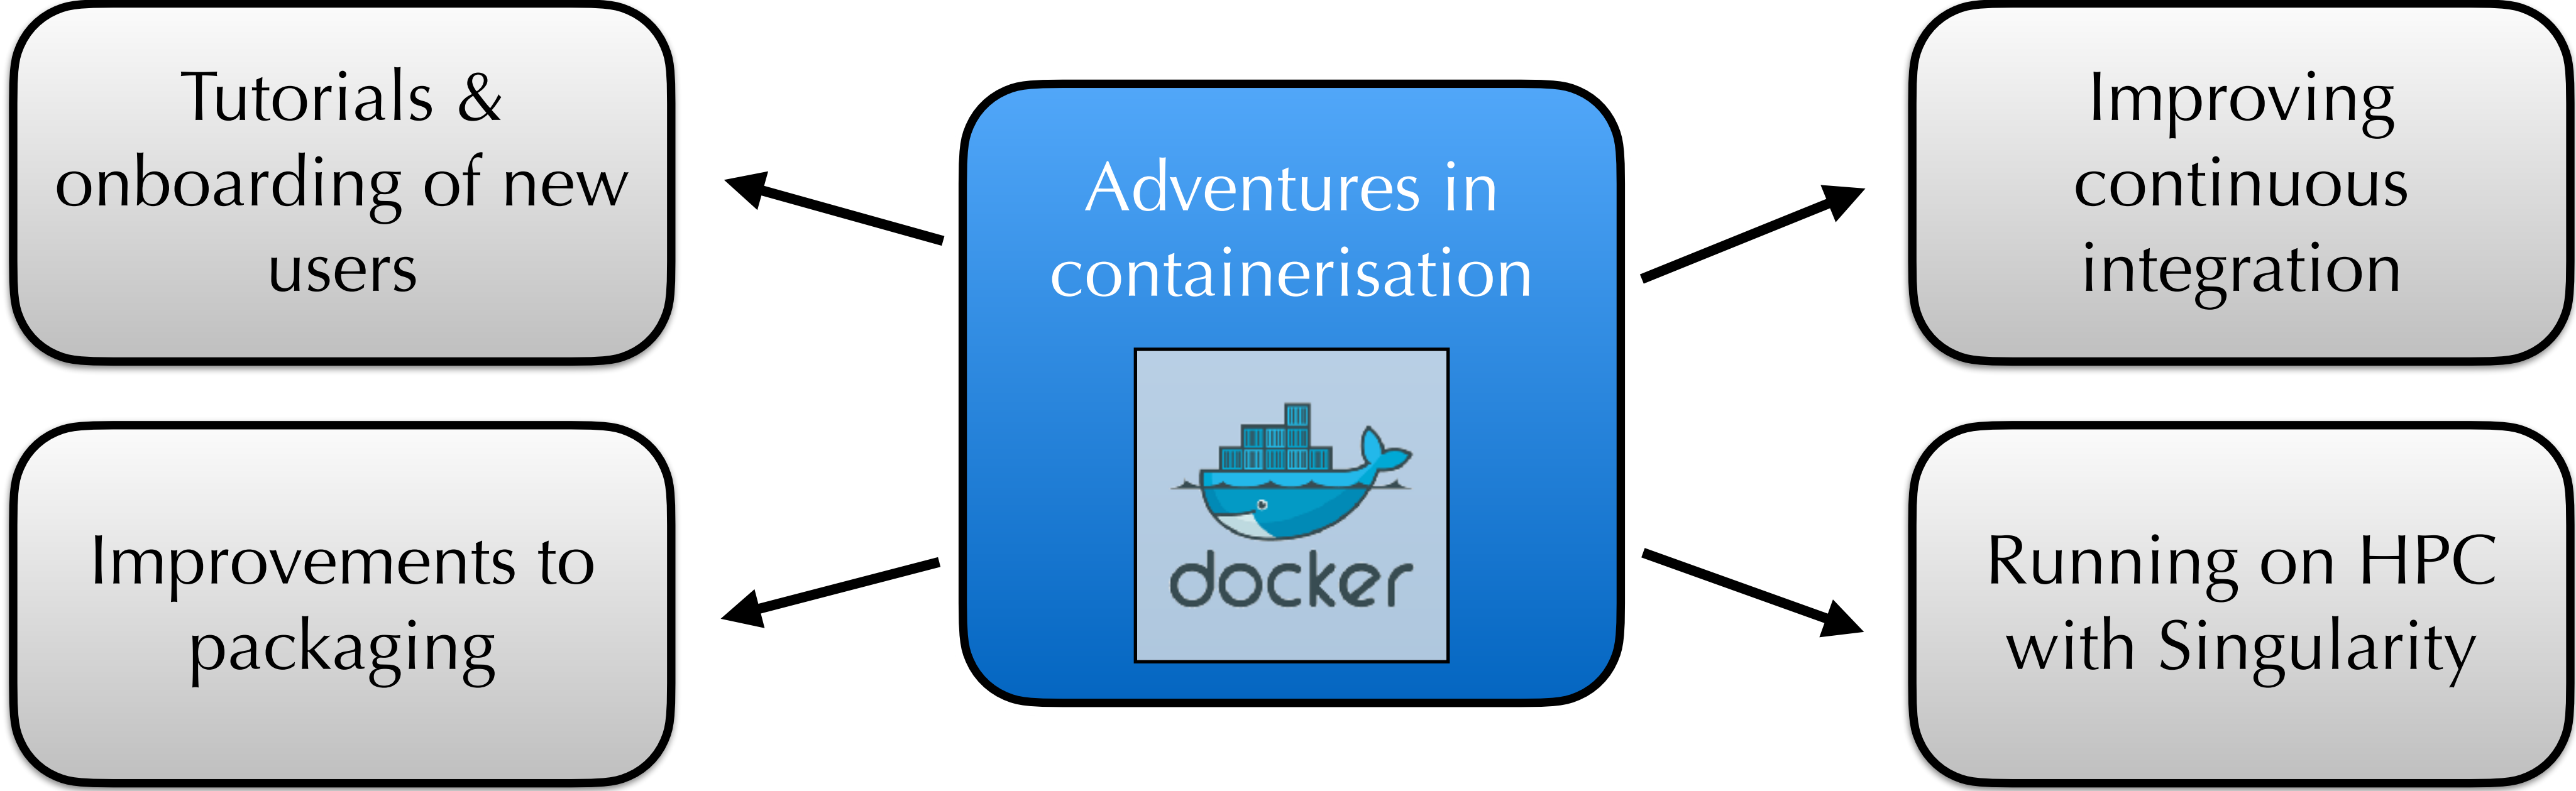 Tutorials &
onboarding of new
users
Improvements to
packaging
Adventures in
containerisation
docker
Improving
continuous
integration
Running on HPC
with Singularity